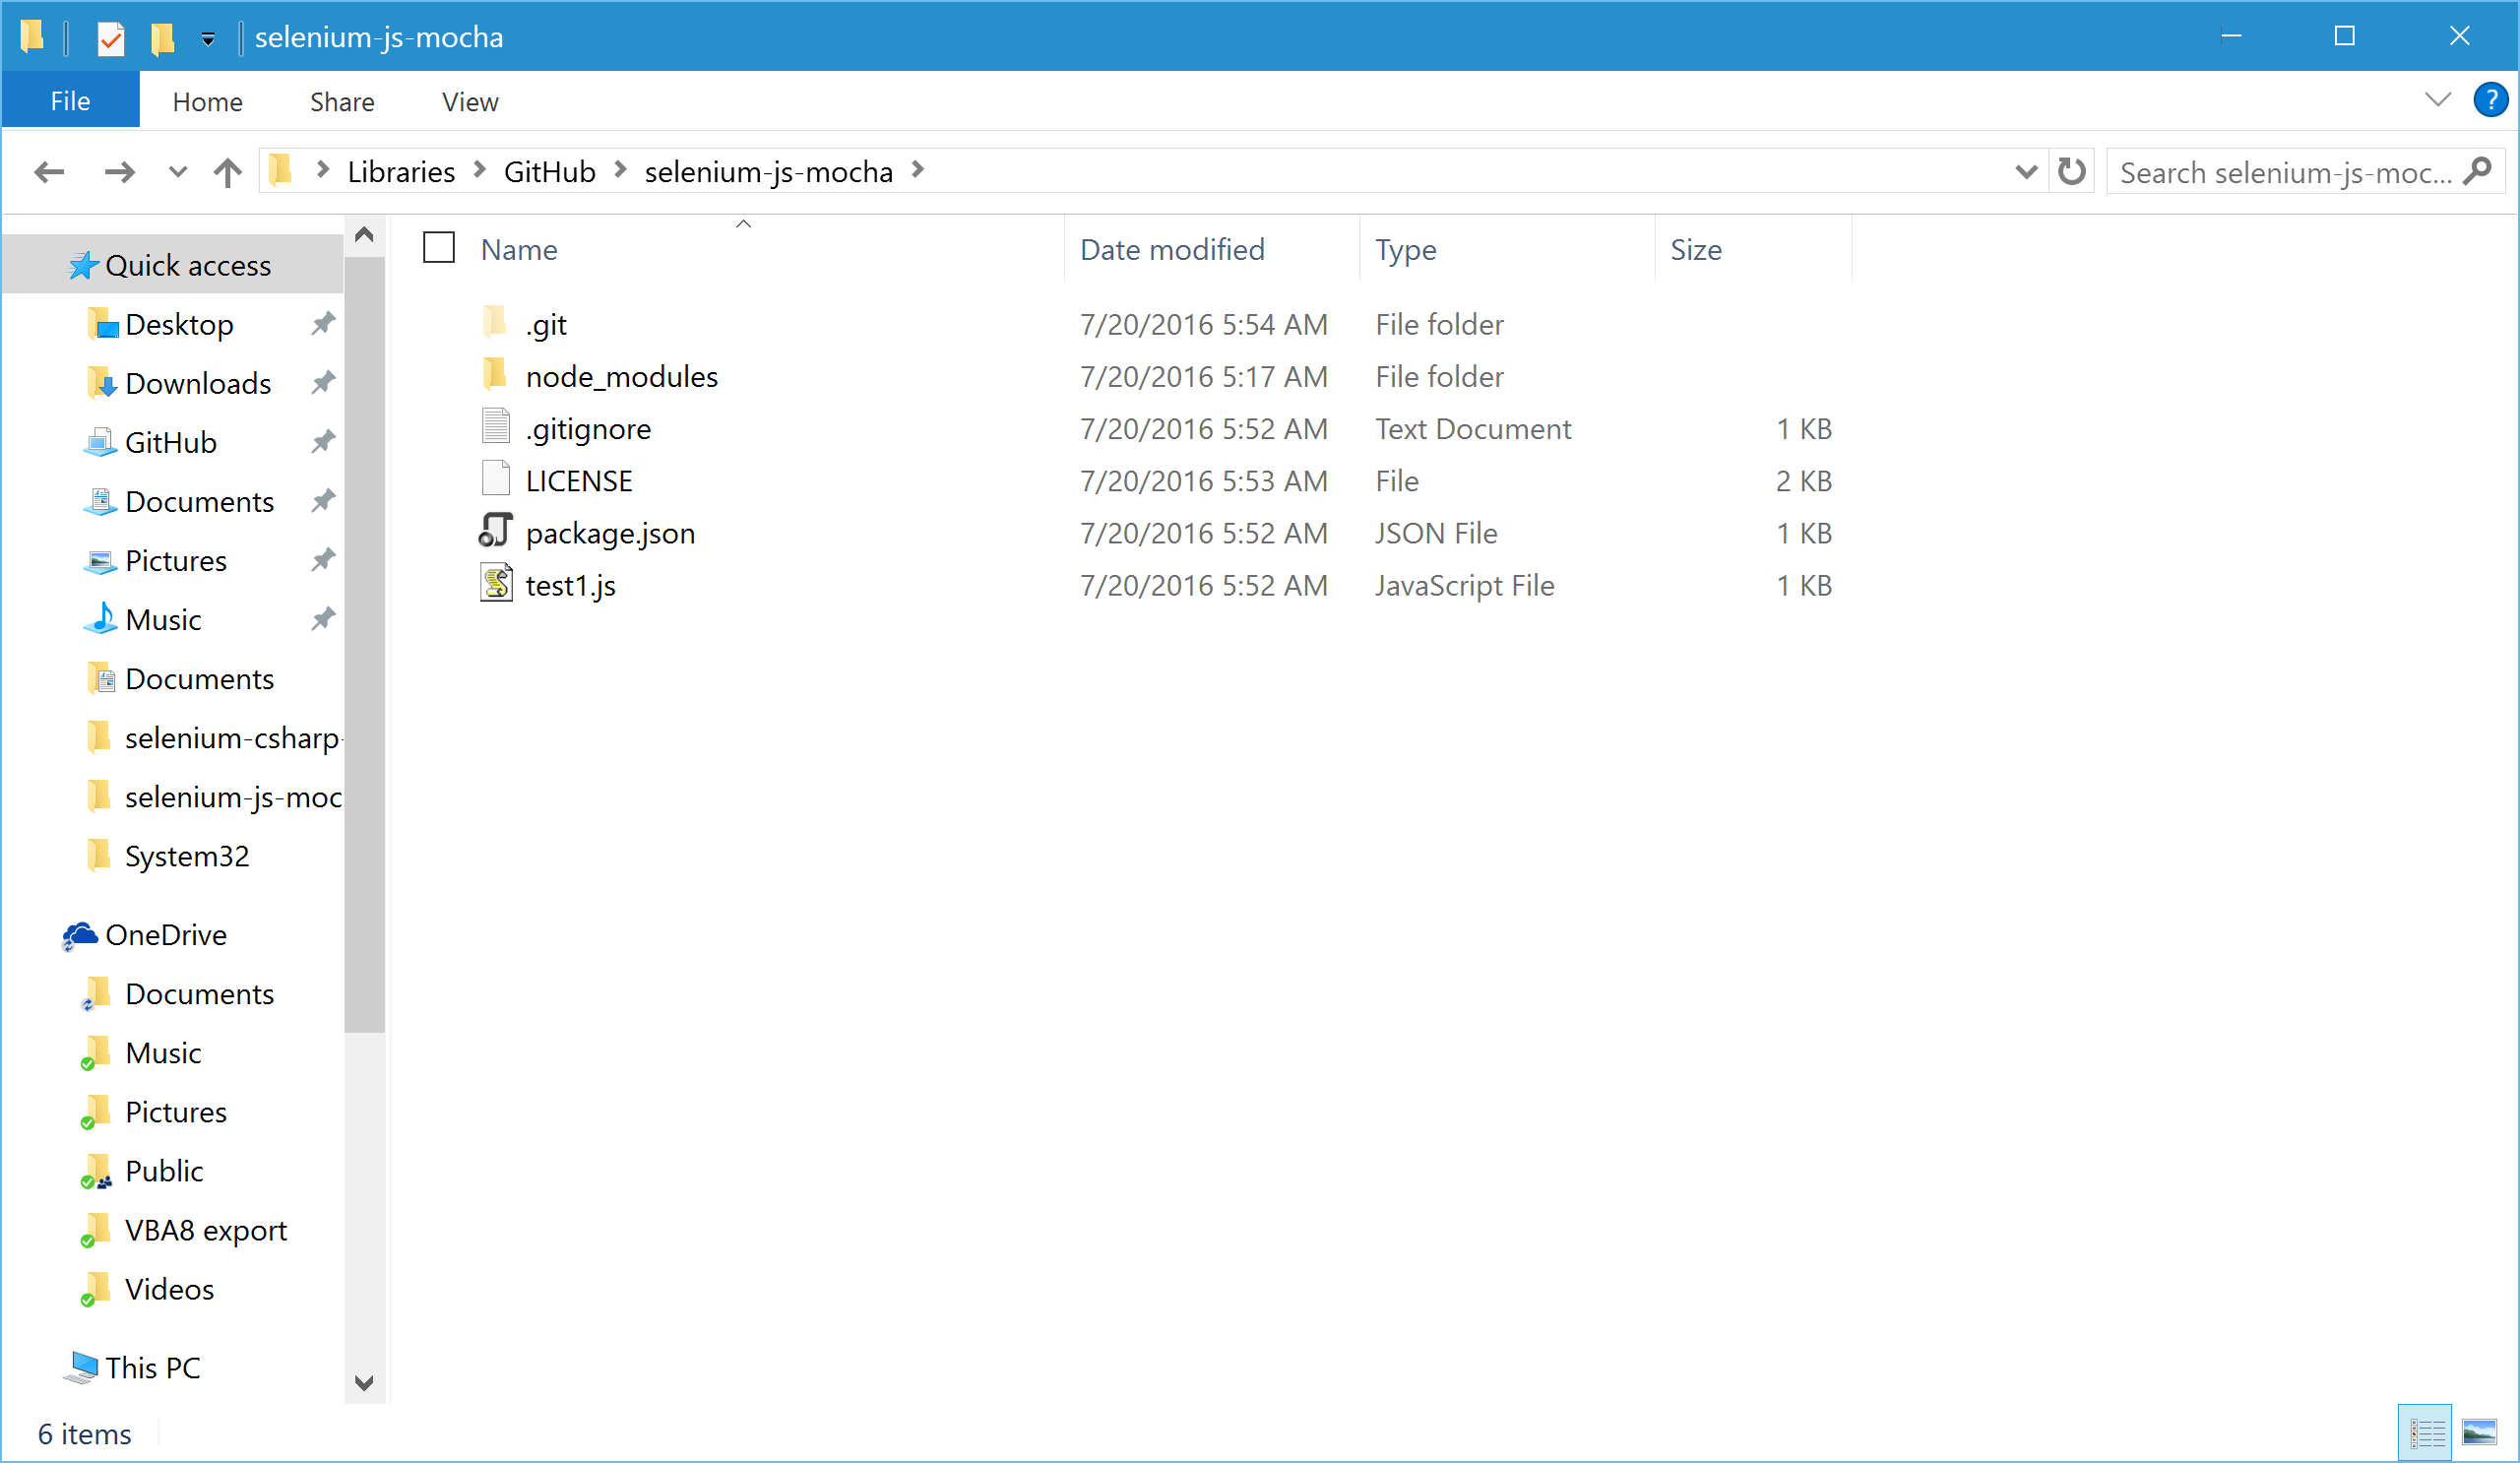 selenium-js-mocha
File Home Share View ?
Libraries GitHub selenium-js-mocha Search selenium-js-moc...
Quick access
Desktop
Downloads
GitHub
Documents
Pictures
Music
Documents
selenium-csharp-
selenium-js-moc
System32
OneDrive
Documents
Music
Pictures
Public
VBA8 export
Videos
This PC
Name Date modified Type Size
.git 7/20/2016 5:54 AM File folder
node_modules 7/20/2016 5:17 AM File folder
.gitignore 7/20/2016 5:52 AM Text Document 1 KB
LICENSE 7/20/2016 5:53 AM File 2 KB
package.json 7/20/2016 5:52 AM JSON File 1 KB
test1.js 7/20/2016 5:52 AM JavaScript File 1 KB
6 items